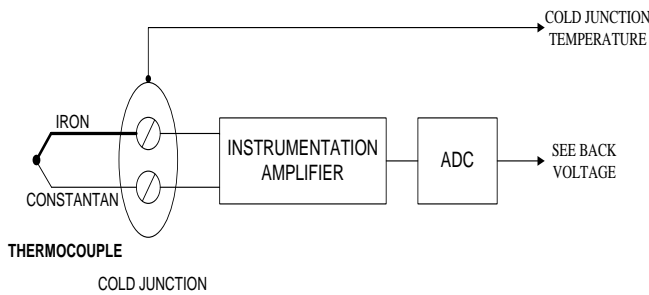 COLD JUNCTION
TEMPERATURE
IRON
INSTRUMENTATION
AMPLIFIER
ADC
SEE BACK
VOLTAGE
CONSTANTAN
THERMOCOUPLE
COLD JUNCTION